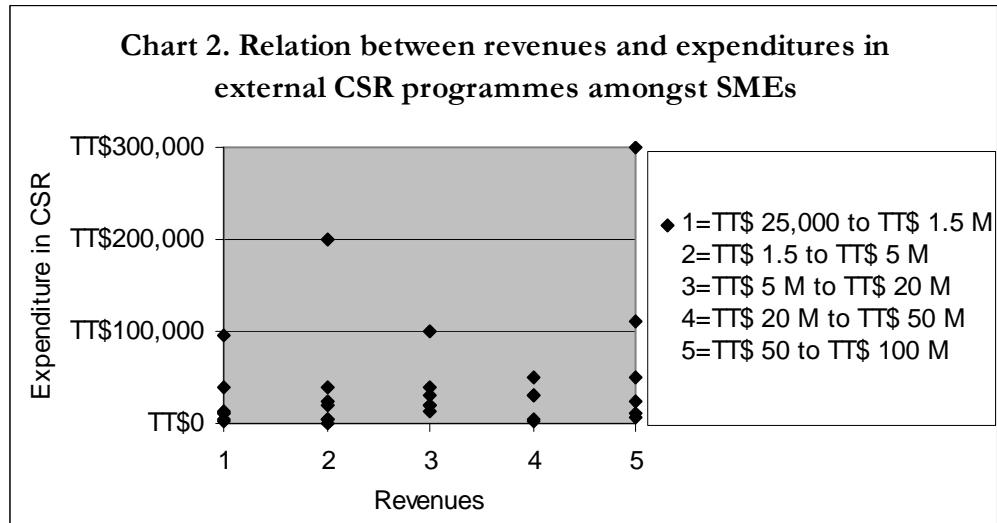 Chart 2. Relation between revenues and expenditures in
external CSR programmes amongst SMEs
Expenditure in CSR
TT$300,000
TT$200,000
TT$100,000
TT$0
1 2 3 4 5
Revenues
1=TT$ 25,000 to TT$ 1.5 M
2=TT$ 1.5 to TT$ 5 M
3=TT$ 5 M to TT$ 20 M
4=TT$ 20 M to TT$ 50 M
5=TT$ 50 to TT$ 100 M